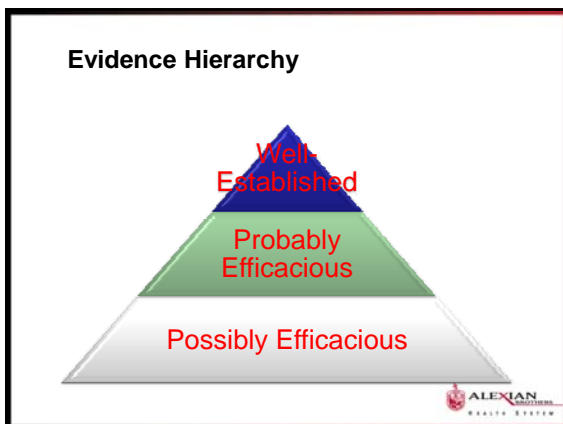 Evidence Hierarchy
Well-
Established
Probably
Efficacious
Possibly Efficacious
ALEXIAN
BROTHERS
HEALTH SYSTEM